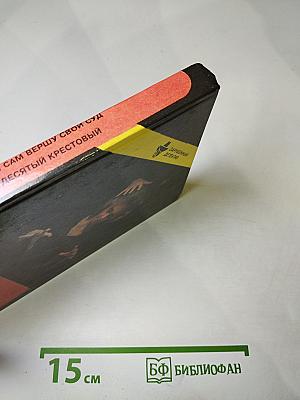 САМ ВЕРШУ СВОЙ СУД
ДЕСЯТЫЙ КРЕСТОВЫЙ
15 см
БФ БИБЛИОФАН